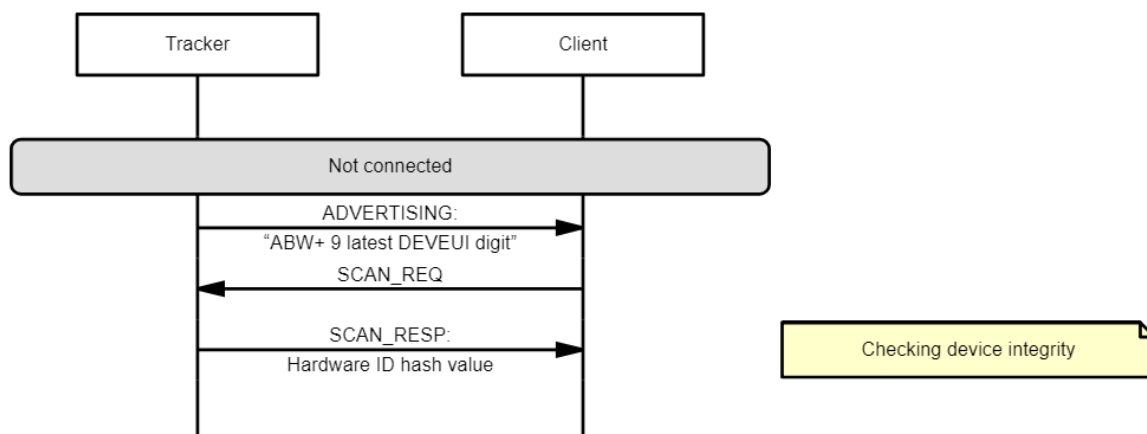 Tracker
Client
Not connected
ADVERTISING:
“ABW+ 9 latest DEVEUI digit”
SCAN_REQ
SCAN_RESP:
Hardware ID hash value
Checking device integrity